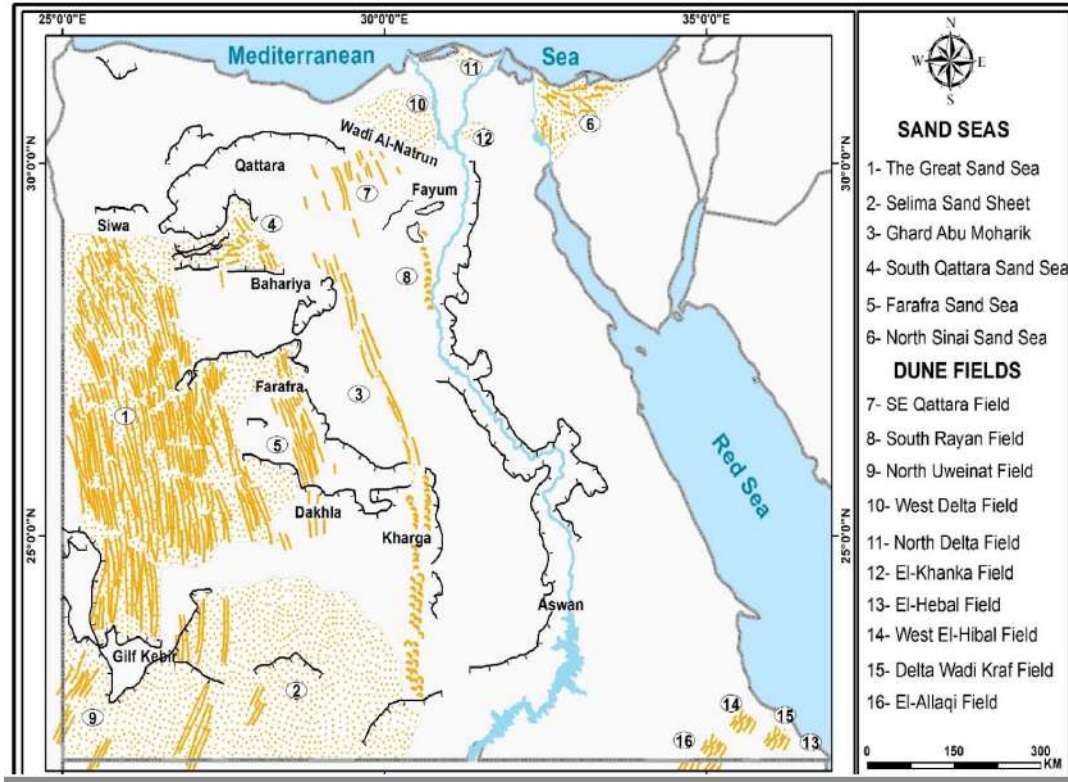 25°0'0"E
30°0'0"E
35°0'0"E
Mediterranean
Sea
11
10
12
6
Wadi Al-Natrun
30°0'0"N
30°0'0"N
Qattara
7
Fayum
Siwa
4
8
Bahariya
Farafra
3
1
5
Dakhla
Kharga
Red Sea
25°0'0"N
25°0'0"N
Aswan
Gilf Kebir
2
9
14
15
16
13
N
W
E
S
SAND SEAS
1- The Great Sand Sea
2- Selima Sand Sheet
3- Ghard Abu Moharik
4- South Qattara Sand Sea
5- Farafra Sand Sea
6- North Sinai Sand Sea
DUNE FIELDS
7- SE Qattara Field
8- South Rayan Field
9- North Uweinat Field
10- West Delta Field
11- North Delta Field
12- El-Khanka Field
13- El-Hebal Field
14- West El-Hibal Field
15- Delta Wadi Kraf Field
16- El-Allaqi Field
0 150 300
KM